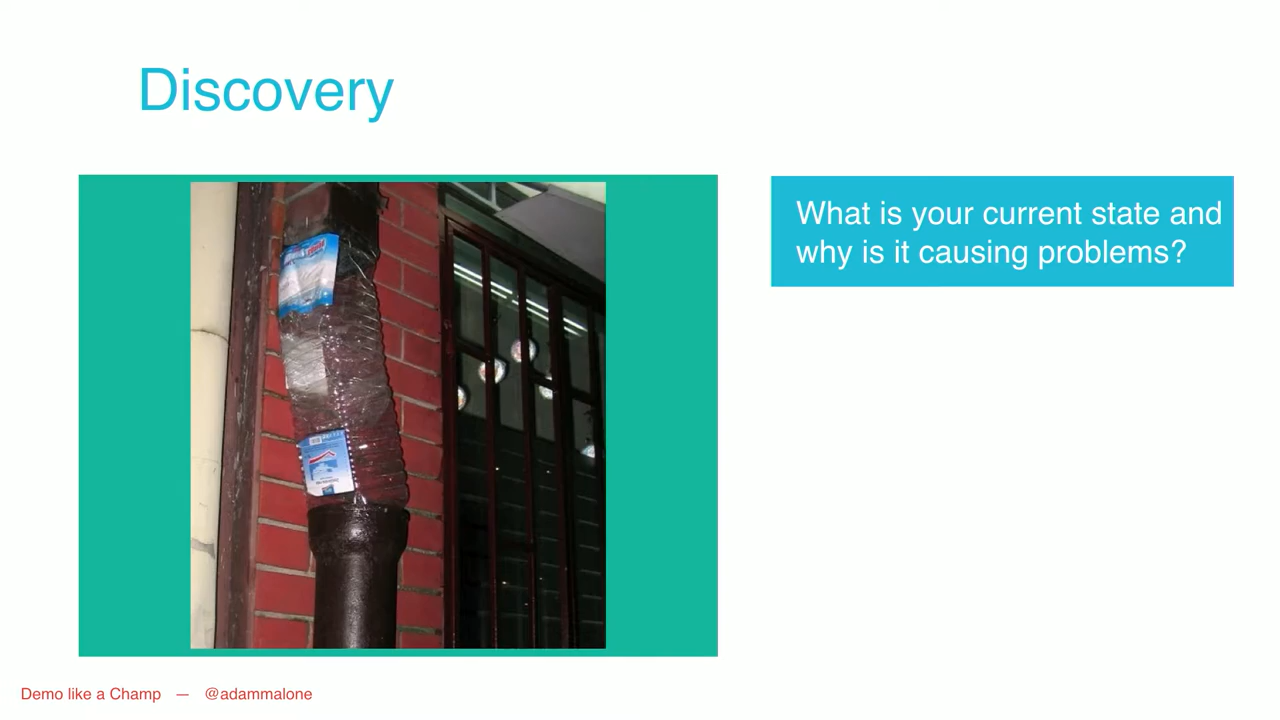 Discovery
What is your current state and
why is it causing problems?
Demo like a Champ — @adammalone